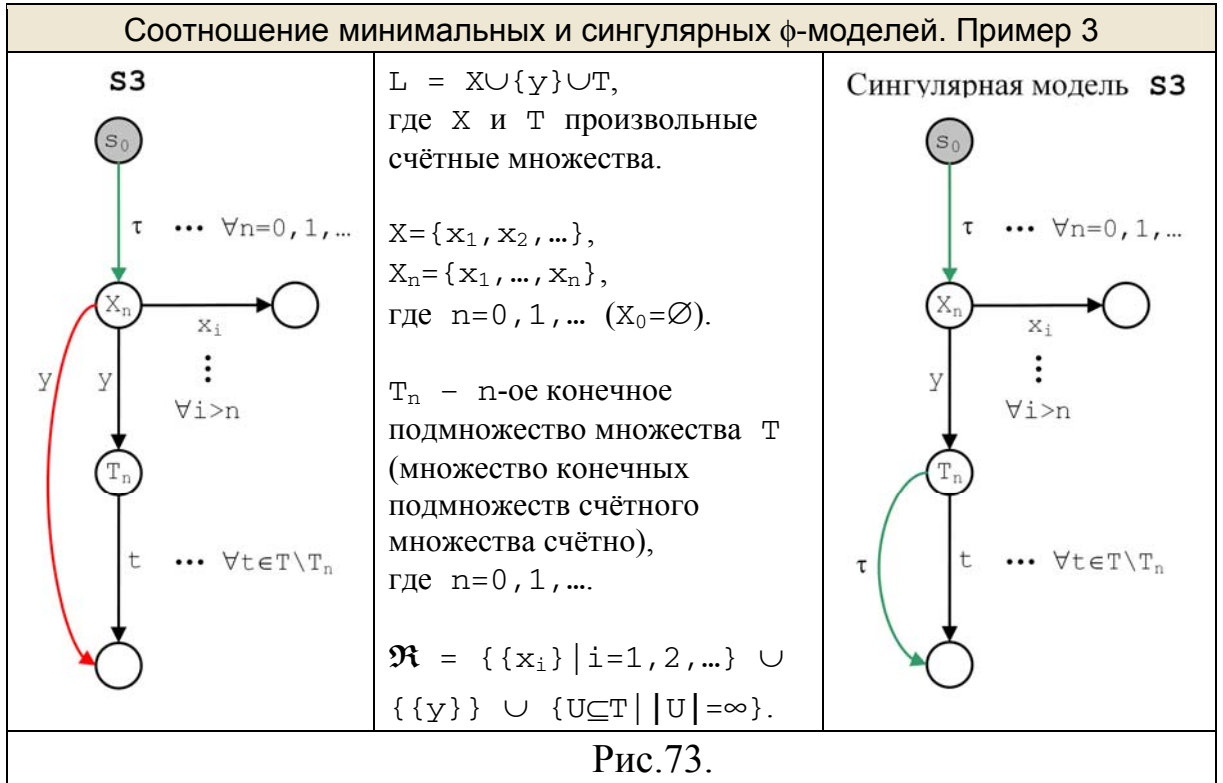 Соотношение минимальных и сингулярных ϕ-моделей. Пример 3
S3
s₀
τ ••• ∀n=0,1,…
Xₙ
xᵢ
⋮
∀i>n
y
y
Tₙ
t ••• ∀t∈T\Tₙ
L = X∪{y}∪T,
где X и T произвольные
счётные множества.
X={x₁,x₂,…},
Xₙ={x₁,…,xₙ},
где n=0,1,… (X₀=∅).
Tₙ – n-ое конечное
подмножество множества T
(множество конечных
подмножеств счётного
множества счётно),
где n=0,1,….
ℜ = {{xᵢ}|i=1,2,…} ∪
{{y}} ∪ {U⊆T||U|=∞}.
Сингулярная модель S3
s₀
τ ••• ∀n=0,1,…
Xₙ
xᵢ
⋮
∀i>n
y
Tₙ
τ
t ••• ∀t∈T\Tₙ
Рис.73.